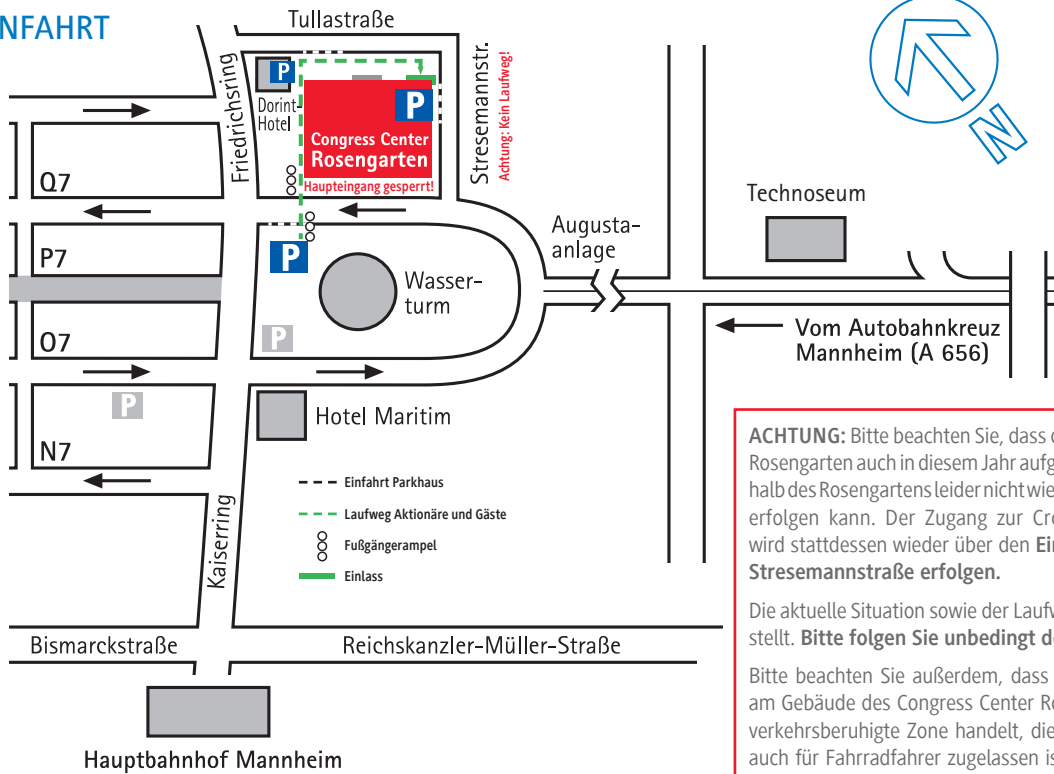 NFAHRT
Tullastraße
Friedrichsring
P
Dorint-
Hotel
P
Congress Center
Rosengarten
Haupteingang gesperrt!
Stresemannstr.
Achtung: Kein Laufweg!
N
Q7
Technoseum
Augusta-
anlage
P7
P
Wasser-
turm
O7
P
Vom Autobahnkreuz
Mannheim (A 656)
P
Hotel Maritim
N7
Kaiserring
Einfahrt Parkhaus
Laufweg Aktionäre und Gäste
Fußgängerampel
Einlass
Bismarckstraße
Reichskanzler-Müller-Straße
Hauptbahnhof Mannheim
ACHTUNG: Bitte beachten Sie, dass
Rosengarten auch in diesem Jahr
halb des Rosengartens leider nicht
erfolgen kann. Der Zugang zur
wird stattdessen wieder über den
Stresemannstraße erfolgen.
Die aktuelle Situation sowie der
stellt. Bitte folgen Sie unbedingt
Bitte beachten Sie außerdem, dass
am Gebäude des Congress Center
verkehrsberuhigte Zone handelt, die
auch für Fahrradfahrer zugelassen